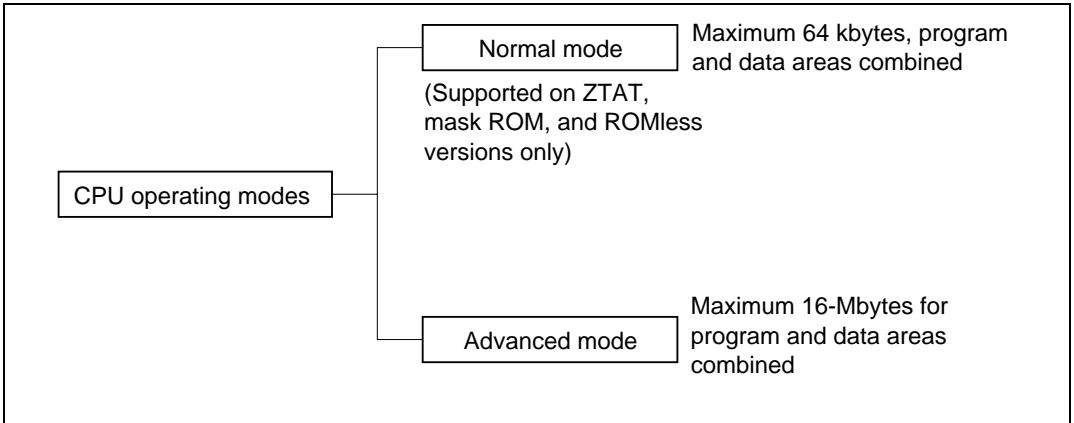 Normal mode
Maximum 64 kbytes, program
and data areas combined
(Supported on ZTAT,
mask ROM, and ROMless
versions only)
CPU operating modes
Advanced mode
Maximum 16-Mbytes for
program and data areas
combined